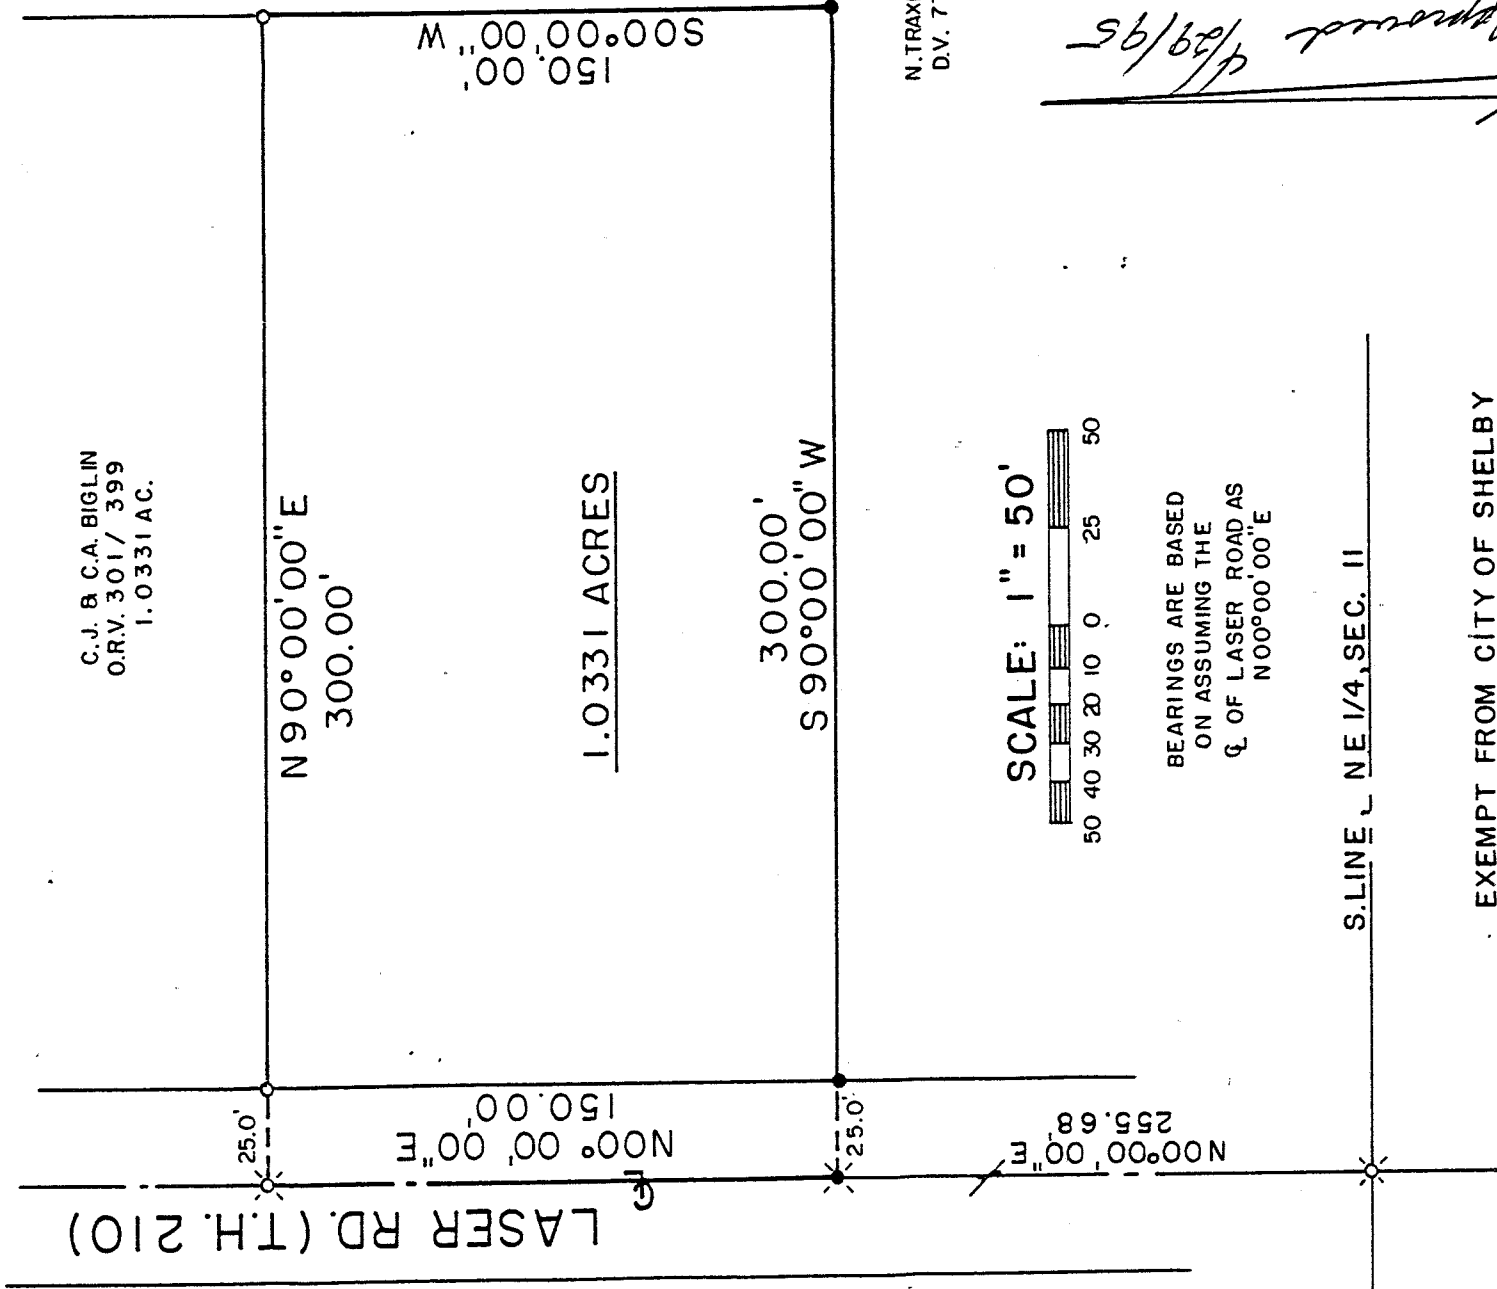 C.J. & C.A. BIGLIN
O.R.V. 301 / 399
1.0331 AC.
N 90°00'00" E
300.00'
1.0331 ACRES
300.00'
S 90°00'00" W
150.00'
S00°00'00" W
N.TRAX
D.V. 7
Approved 4/29/95
SCALE: 1" = 50'
50 40 30 20 10 0 25 50
BEARINGS ARE BASED
ON ASSUMING THE
℄ OF LASER ROAD AS
N00°00'00"E
S.LINE NE 1/4, SEC. 11
EXEMPT FROM CITY OF SHELBY
25.0'
150.00'
N00° 00' 00" E
25.0'
255.68'
N00°00'00"E
℄
LASER RD. (T.H. 210)